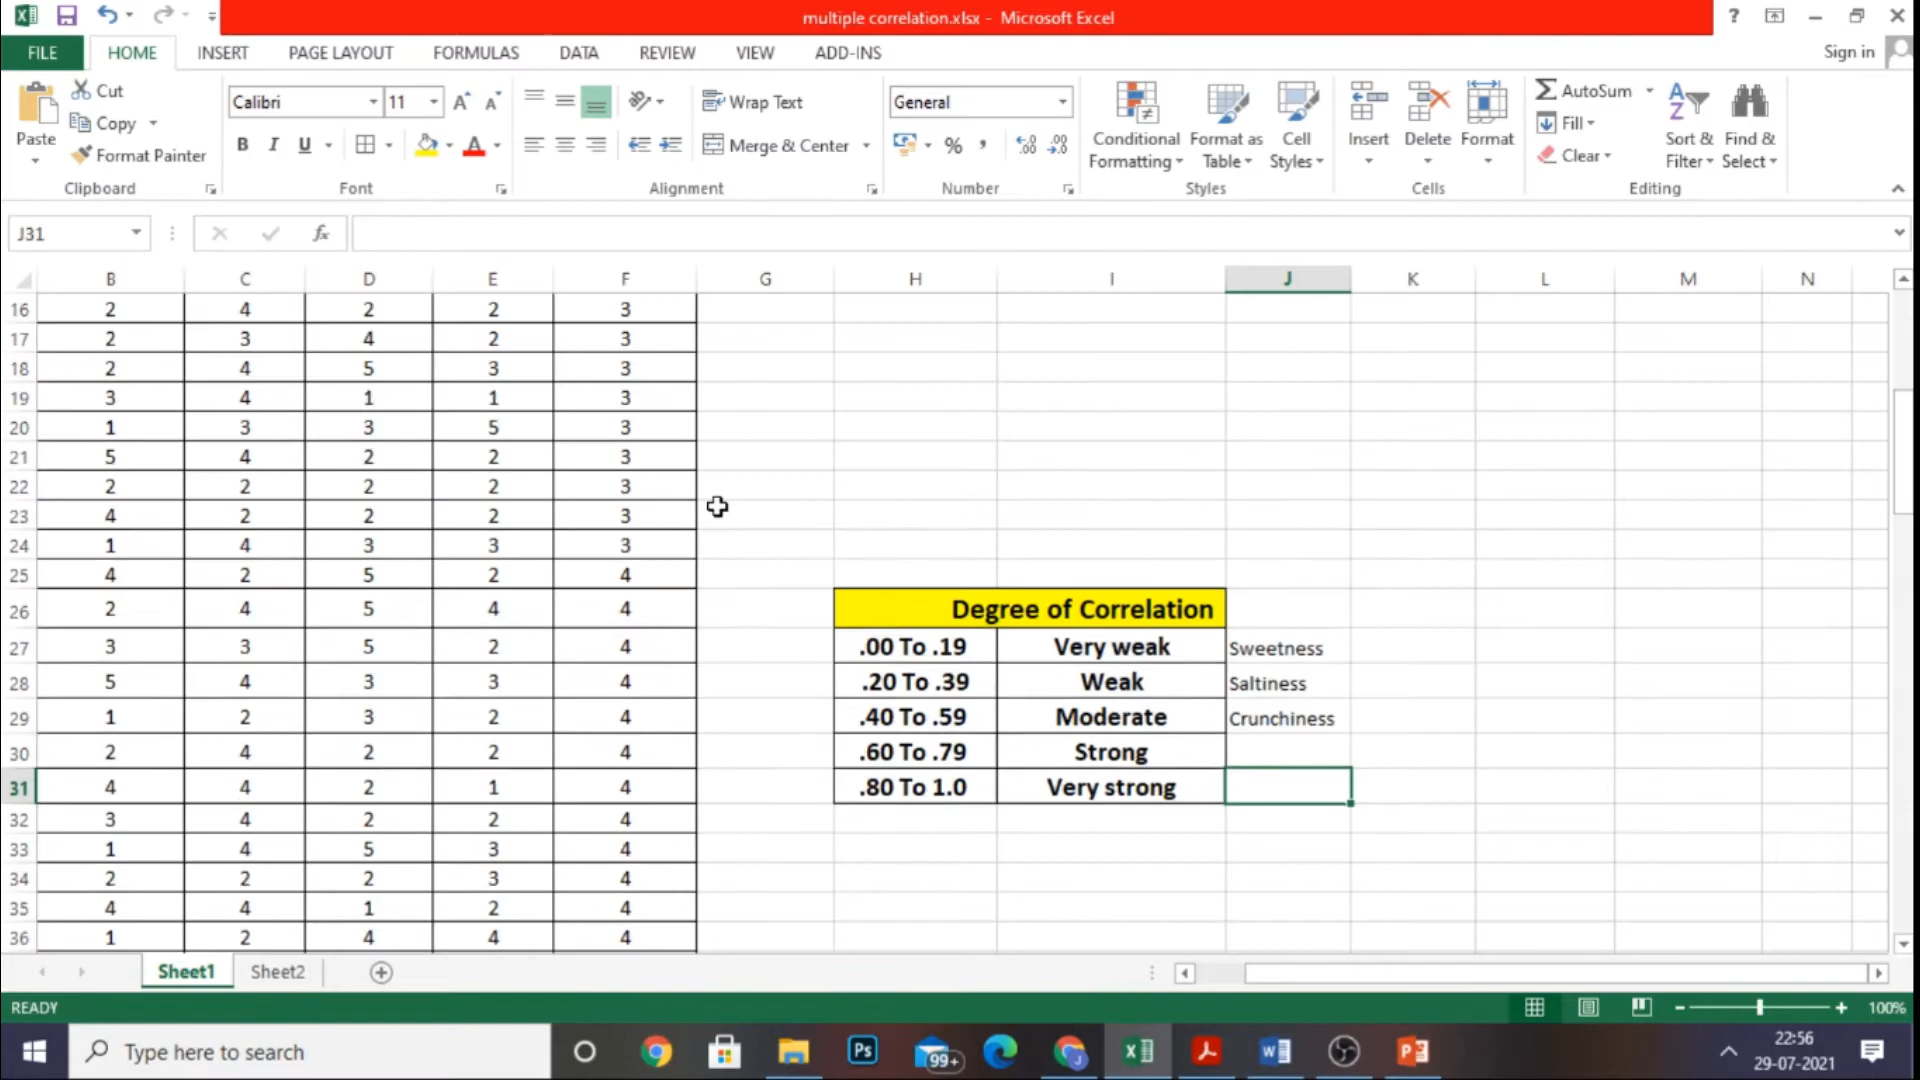 multiple correlation.xlsx - Microsoft Excel
?
FILE HOME INSERT PAGE LAYOUT FORMULAS DATA REVIEW VIEW ADD-INS Sign in
Paste
Cut
Copy
Format Painter
Clipboard
Calibri 11
B I U
Font
Wrap Text
Merge & Center
Alignment
General
%
Number
Conditional Formatting
Format as Table
Cell Styles
Styles
Insert
Delete
Format
Cells
AutoSum
Fill
Clear
Sort & Filter
Find & Select
Editing
J31 fx
B C D E F G H I J K L M N
16 2 4 2 2 3
17 2 3 4 2 3
18 2 4 5 3 3
19 3 4 1 1 3
20 1 3 3 5 3
21 5 4 2 2 3
22 2 2 2 2 3
23 4 2 2 2 3
24 1 4 3 3 3
25 4 2 5 2 4
26 2 4 5 4 4 Degree of Correlation
27 3 3 5 2 4 .00 To .19 Very weak Sweetness
28 5 4 3 3 4 .20 To .39 Weak Saltiness
29 1 2 3 2 4 .40 To .59 Moderate Crunchiness
30 2 4 2 2 4 .60 To .79 Strong
31 4 4 2 1 4 .80 To 1.0 Very strong
32 3 4 2 2 4
33 1 4 5 3 4
34 2 2 2 3 4
35 4 4 1 2 4
36 1 2 4 4 4
Sheet1 Sheet2
READY 100%
Type here to search
Ps
99+
22:56
29-07-2021